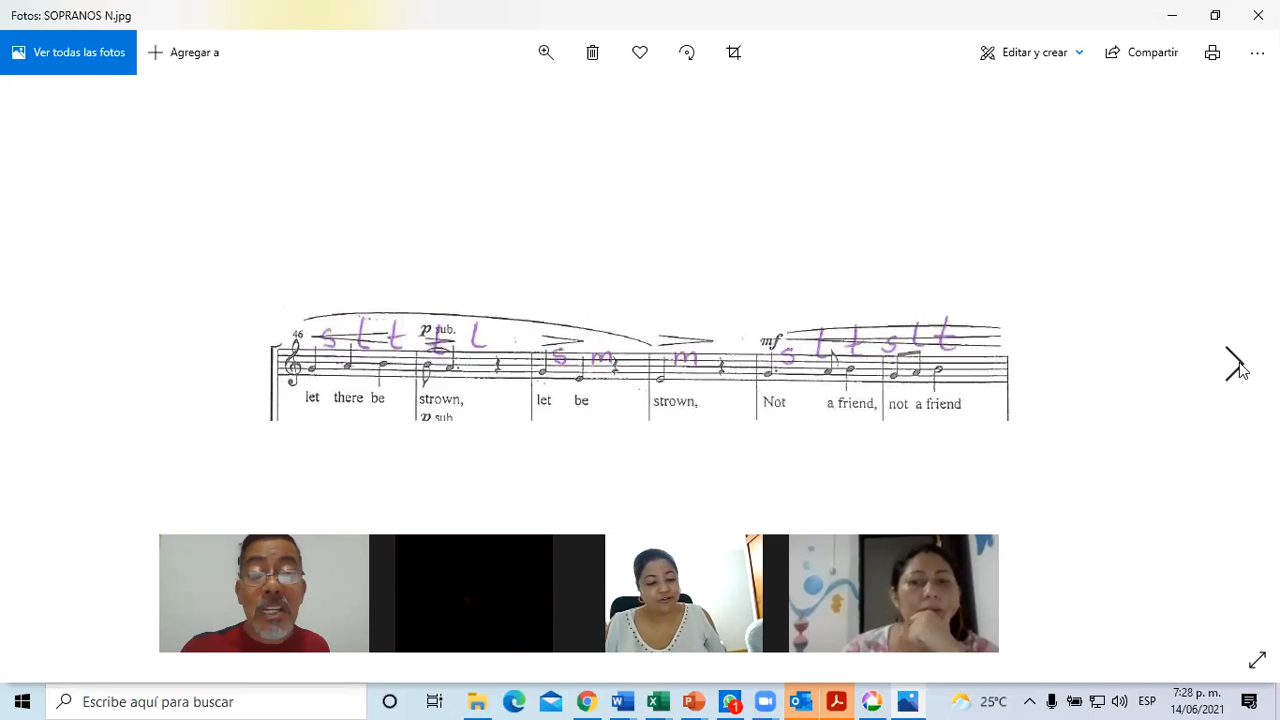 Fotos: SOPRANOS N.jpg
Ver todas las fotos
Agregar a
Editar y crear
Compartir
46
s l t t l s m m s l t s l t
p sub.
mf
let there be strown, let be strown, Not a friend, not a friend
p sub
Escribe aquí para buscar
1
25°C
ESP
7:28 p. m.
14/06/2021